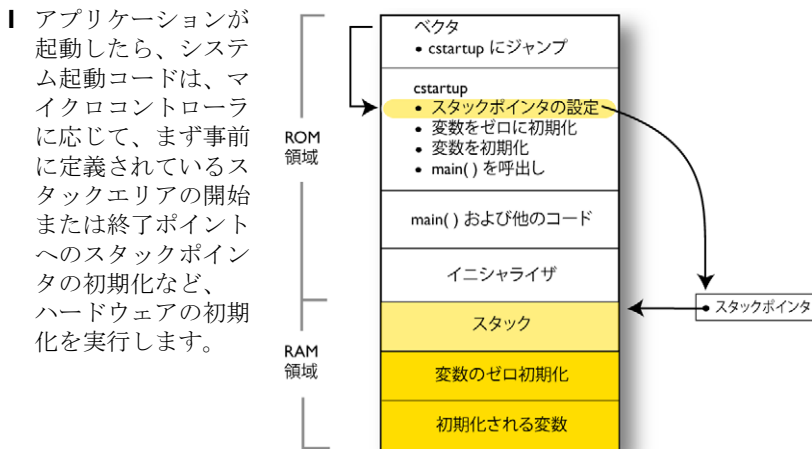 1 アプリケーションが
起動したら、システ
ム起動コードは、マ
イクロコントローラ
に応じて、まず事前
に定義されているス
タックエリアの開始
または終了ポイント
へのスタックポイン
タの初期化など、
ハードウェアの初期
化を実行します。
ROM
領域
RAM
領域
ベクタ
• cstartup にジャンプ
cstartup
• スタックポインタの設定
• 変数をゼロに初期化
• 変数を初期化
• main( ) を呼出し
main( ) および他のコード
イニシャライザ
スタック
変数のゼロ初期化
初期化される変数
スタックポインタ